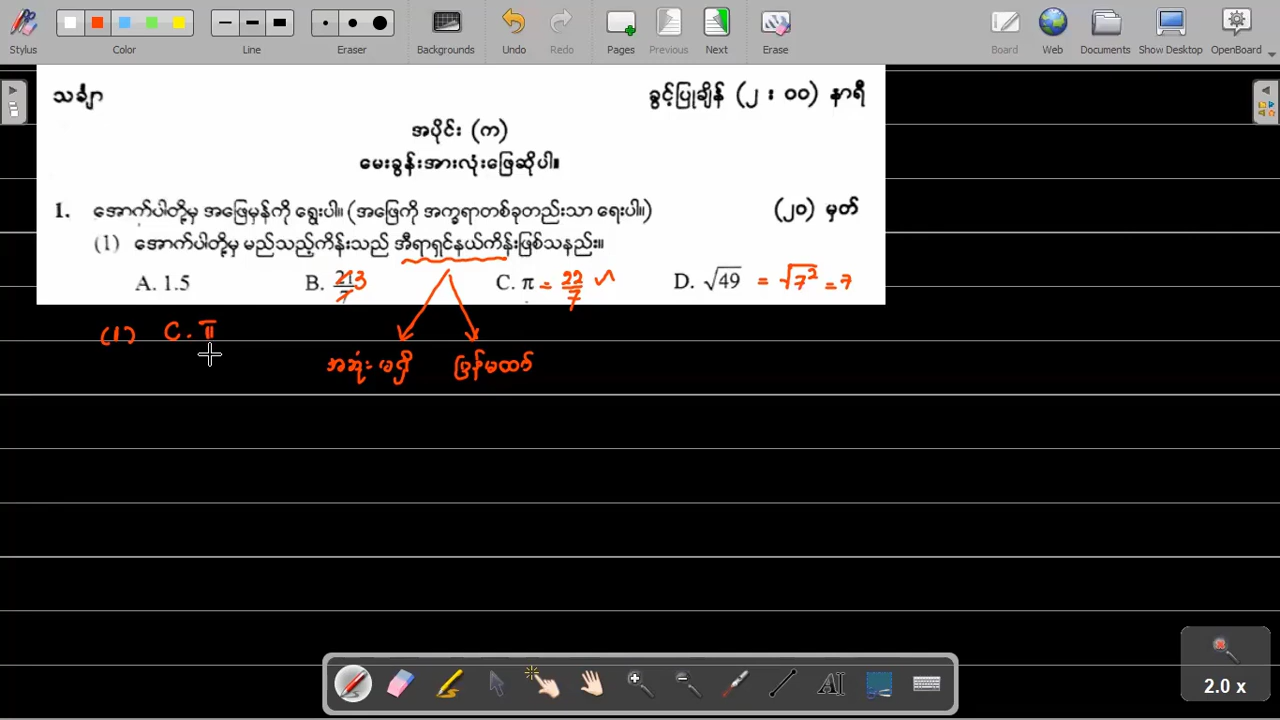 Stylus Color Line Eraser Backgrounds Undo Redo Pages Previous Next Erase Board Web Documents Show Desktop OpenBoard
သင်္ချာ ခွင့်ပြုချိန် (၂ : ၀၀) နာရီ
အပိုင်း (က)
မေးခွန်းအားလုံးဖြေဆိုပါ။
1. အောက်ပါတို့မှ အဖြေမှန်ကို ရွေးပါ။ (အဖြေကို အက္ခရာတစ်ခုတည်းသာ ရေးပါ။) (၂၀) မှတ်
(1) အောက်ပါတို့မှ မည်သည့်ကိန်းသည် အီရာရှင်နယ်ကိန်းဖြစ်သနည်း။
A. 1.5 B. 21/7 3 C. π = 22/7 D. √49 = √7² = 7
(1) C. π
အဆုံးမရှိ ပြန်မထပ်
2.0 x